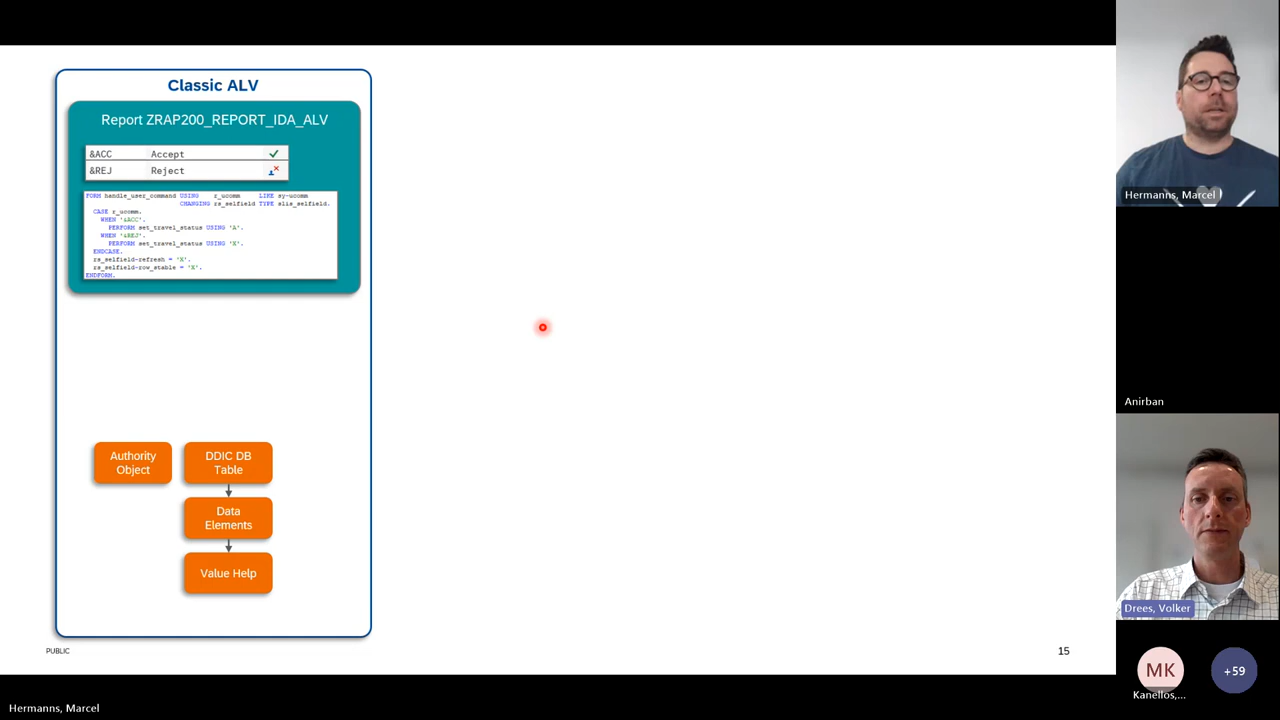 Classic ALV
Report ZRAP200_REPORT_IDA_ALV
&ACC Accept
&REJ Reject
FORM handle_user_command USING r_ucomm LIKE sy-ucomm
CHANGING rs_selfield TYPE slis_selfield.
CASE r_ucomm.
WHEN '&ACC'.
PERFORM set_travel_status USING 'A'.
WHEN '&REJ'.
PERFORM set_travel_status USING 'X'.
ENDCASE.
rs_selfield-refresh = 'X'.
rs_selfield-row_stable = 'X'.
ENDFORM.
Authority
Object
DDIC DB
Table
Data
Elements
Value Help
PUBLIC
15
Hermanns, Marcel
Hermanns, Marcel
Anirban
Drees, Volker
MK
Kanellos,...
+59